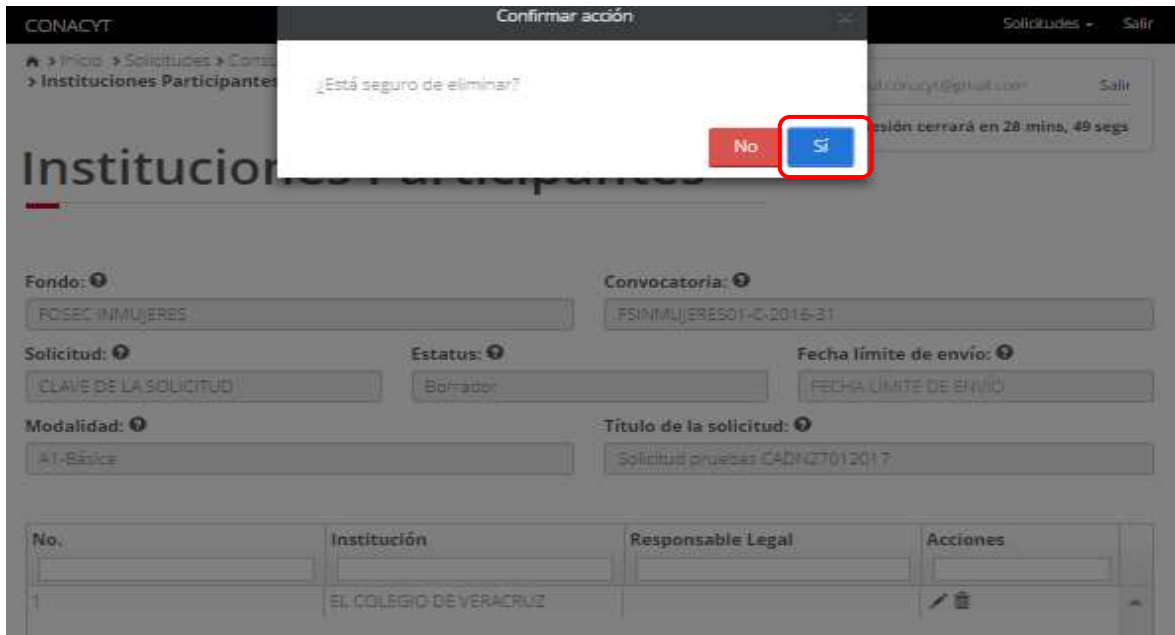 CONACYT
Confirmar acción
Solicitudes
Salir
> Inicio > Solicitudes >
> Instituciones Participantes
¿Está seguro de eliminar?
Salir
sesión cerrará en 28 mins, 49 segs
No
Sí
Instituciones Participantes
Fondo:
Convocatoria:
FOSEC INMUJERES
FSINMUJERES01-C-2016-31
Solicitud:
Estatus:
Fecha límite de envío:
CLAVE DE LA SOLICITUD
Borrador
FECHA LÍMITE DE ENVÍO
Modalidad:
Título de la solicitud:
A1-Básica
Solicitud pruebas CADN27012017
No.
Institución
Responsable Legal
Acciones
1
EL COLEGIO DE VERACRUZ